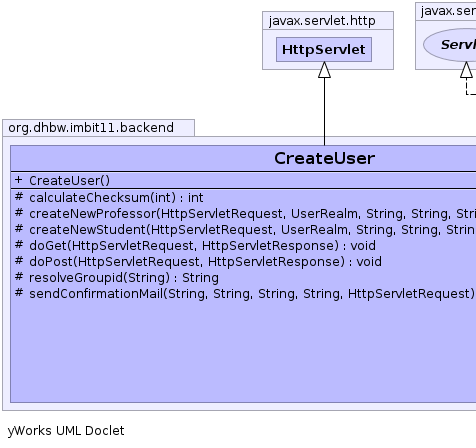 javax.servlet.http
javax.ser
HttpServlet
Servl
org.dhbw.imbit11.backend
CreateUser
+ CreateUser()
# calculateChecksum(int) : int
# createNewProfessor(HttpServletRequest, UserRealm, String, String, Stri
# createNewStudent(HttpServletRequest, UserRealm, String, String, Strin
# doGet(HttpServletRequest, HttpServletResponse) : void
# doPost(HttpServletRequest, HttpServletResponse) : void
# resolveGroupid(String) : String
# sendConfirmationMail(String, String, String, String, HttpServletRequest)
yWorks UML Doclet